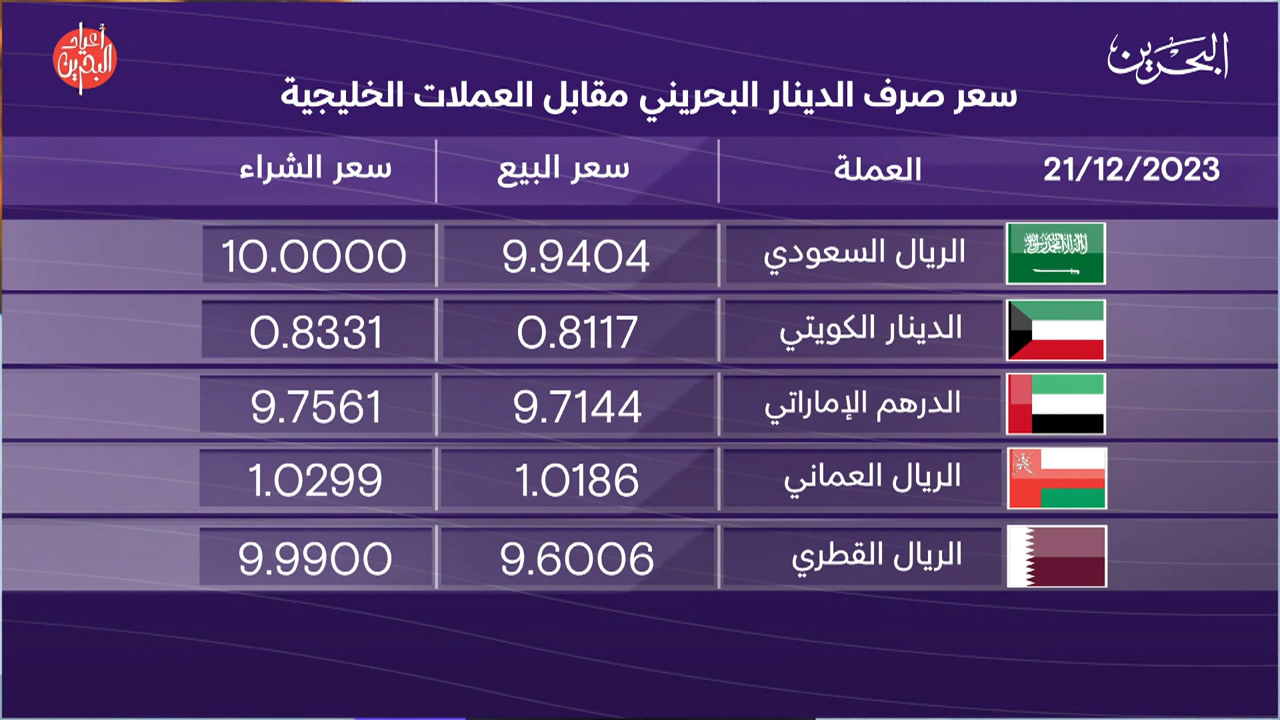 البحرين
أعياد
البحرين
سعر صرف الدينار البحريني مقابل العملات الخليجية
21/12/2023 العملة سعر البيع سعر الشراء
الريال السعودي 9.9404 10.0000
الدينار الكويتي 0.8117 0.8331
الدرهم الإماراتي 9.7144 9.7561
الريال العماني 1.0186 1.0299
الريال القطري 9.6006 9.9900